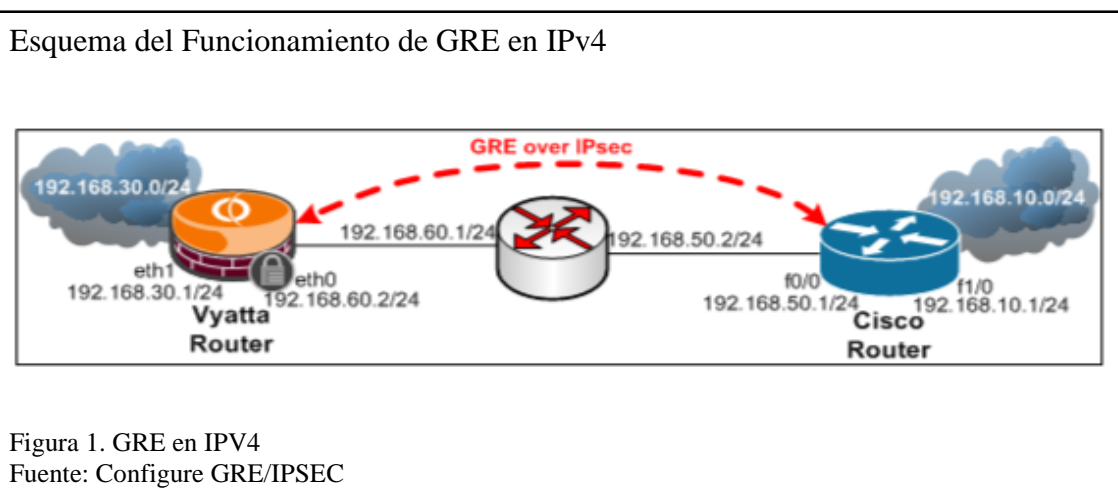 Esquema del Funcionamiento de GRE en IPv4
GRE over IPsec
192.168.30.0/24
192.168.10.0/24
192.168.60.1/24
192.168.50.2/24
eth1
192.168.30.1/24
eth0
192.168.60.2/24
f0/0
192.168.50.1/24
f1/0
192.168.10.1/24
Vyatta
Router
Cisco
Router
Figura 1. GRE en IPV4
Fuente: Configure GRE/IPSEC